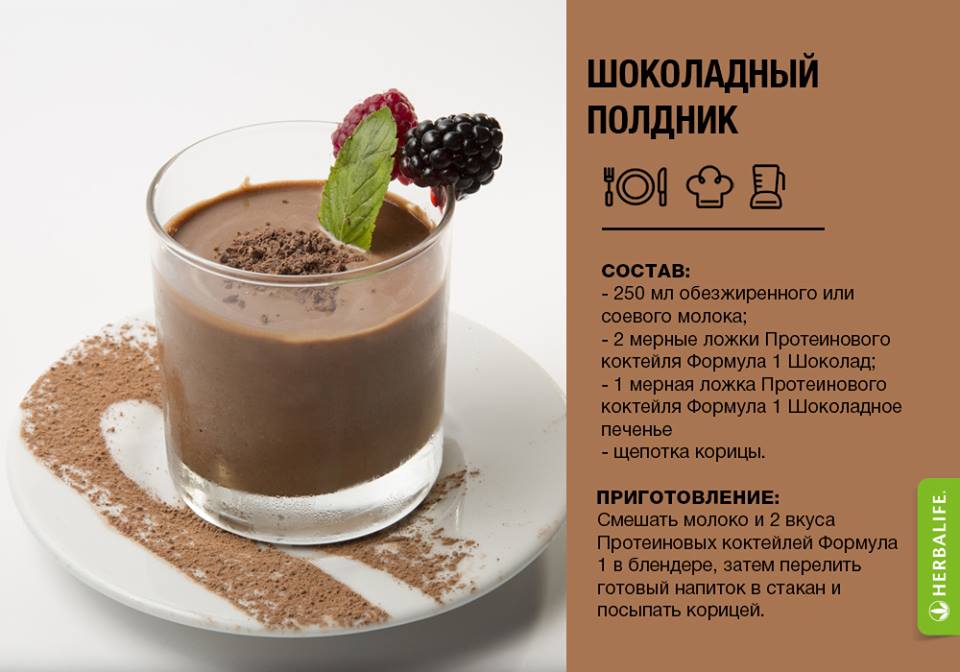 ШОКОЛАДНЫЙ
ПОЛДНИК
СОСТАВ:
- 250 мл обезжиренного или
соевого молока;
- 2 мерные ложки Протеинового
коктейля Формула 1 Шоколад;
- 1 мерная ложка Протеинового
коктейля Формула 1 Шоколадное
печенье
- щепотка корицы.
ПРИГОТОВЛЕНИЕ:
Смешать молоко и 2 вкуса
Протеиновых коктейлей Формула
1 в блендере, затем перелить
готовый напиток в стакан и
посыпать корицей.
HERBALIFE.